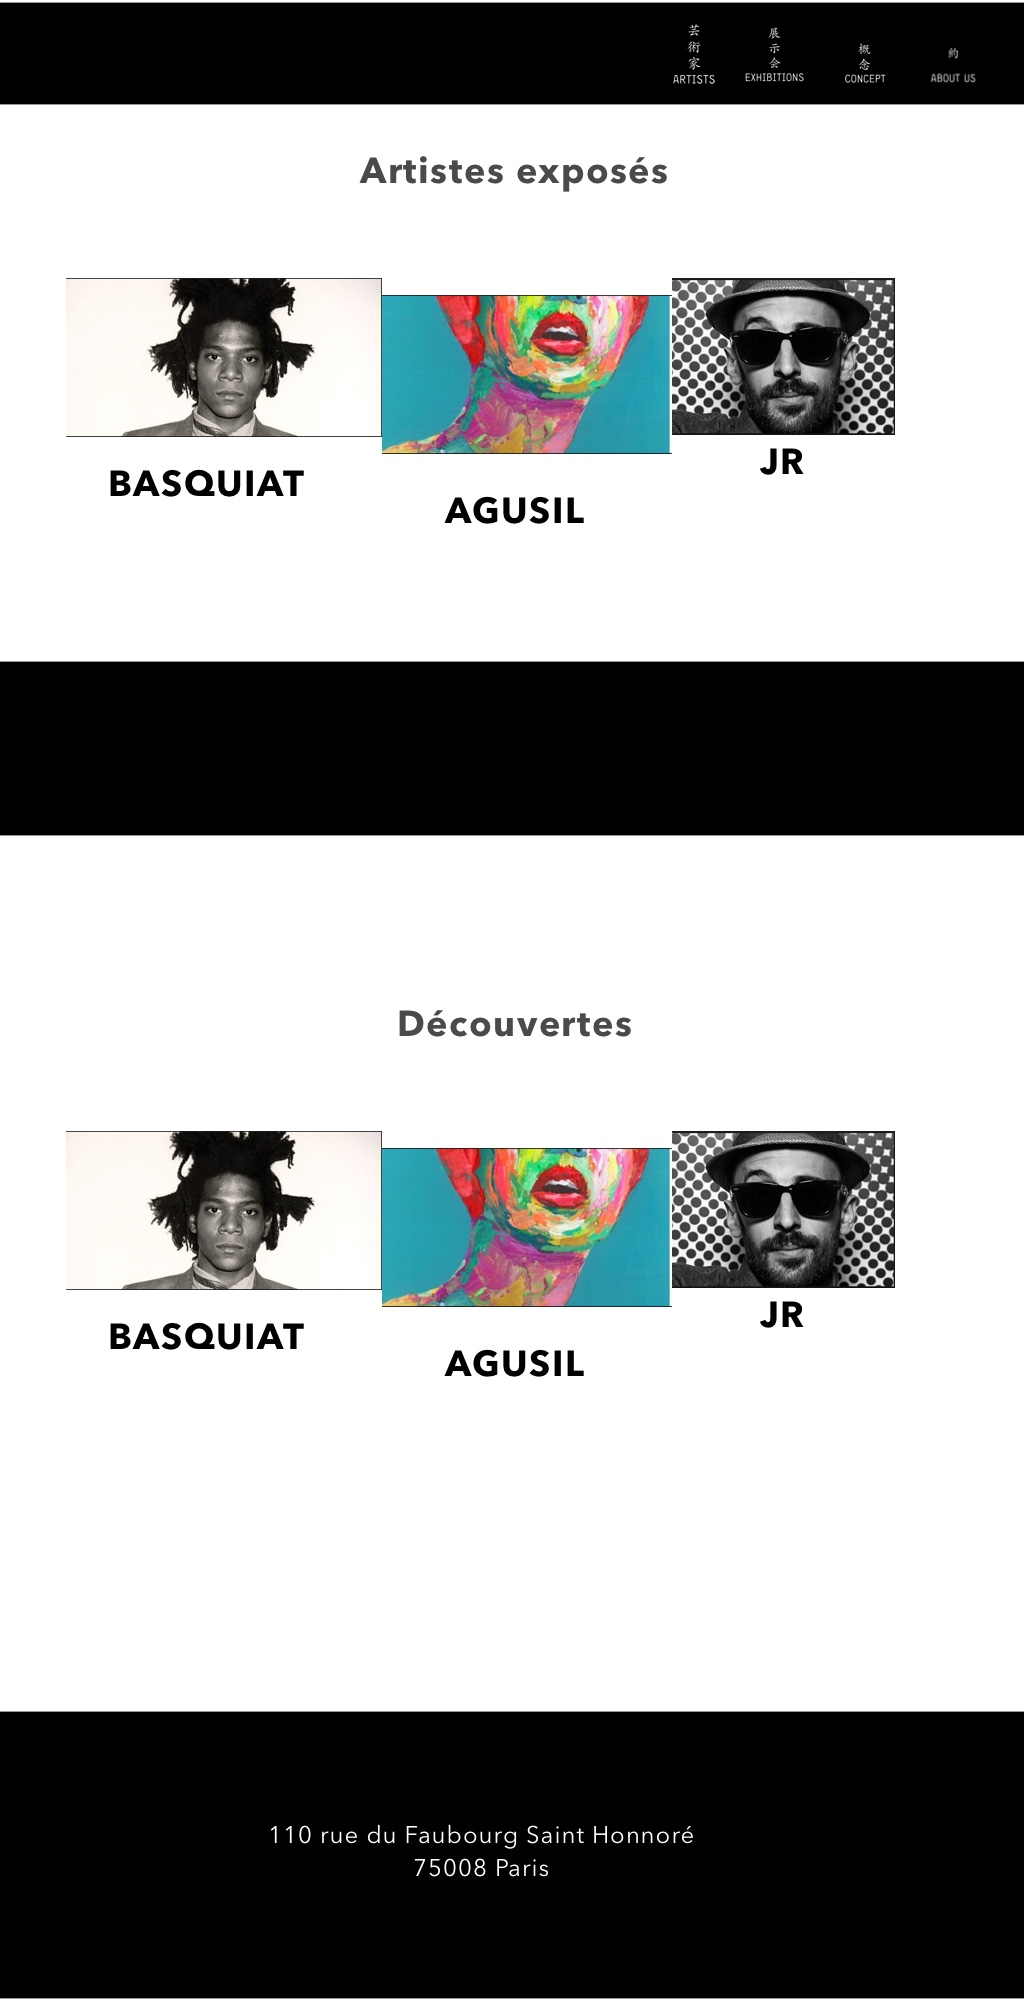 芸術家
ARTISTS
展示会
EXHIBITIONS
概念
CONCEPT
約
ABOUT US
Artistes exposés
BASQUIAT
AGUSIL
JR
Découvertes
BASQUIAT
AGUSIL
JR
110 rue du Faubourg Saint Honnoré
75008 Paris